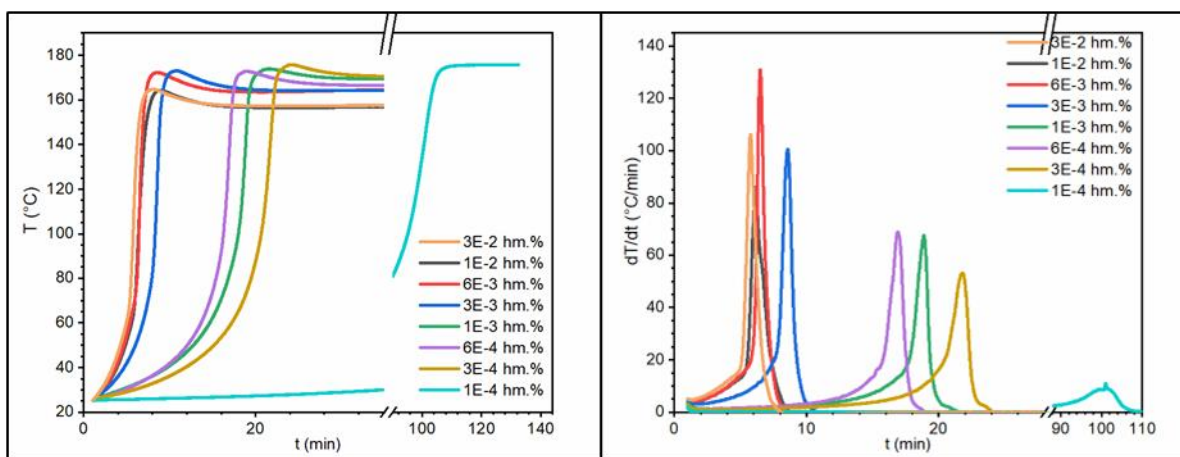 180
160
140
120
100
80
60
40
20
T (°C)
3E-2 hm.%
1E-2 hm.%
6E-3 hm.%
3E-3 hm.%
1E-3 hm.%
6E-4 hm.%
3E-4 hm.%
1E-4 hm.%
0 20 100 120 140
t (min)
140
120
100
80
60
40
20
0
dT/dt (°C/min)
3E-2 hm.%
1E-2 hm.%
6E-3 hm.%
3E-3 hm.%
1E-3 hm.%
6E-4 hm.%
3E-4 hm.%
1E-4 hm.%
0 10 20 90 100 110
t (min)